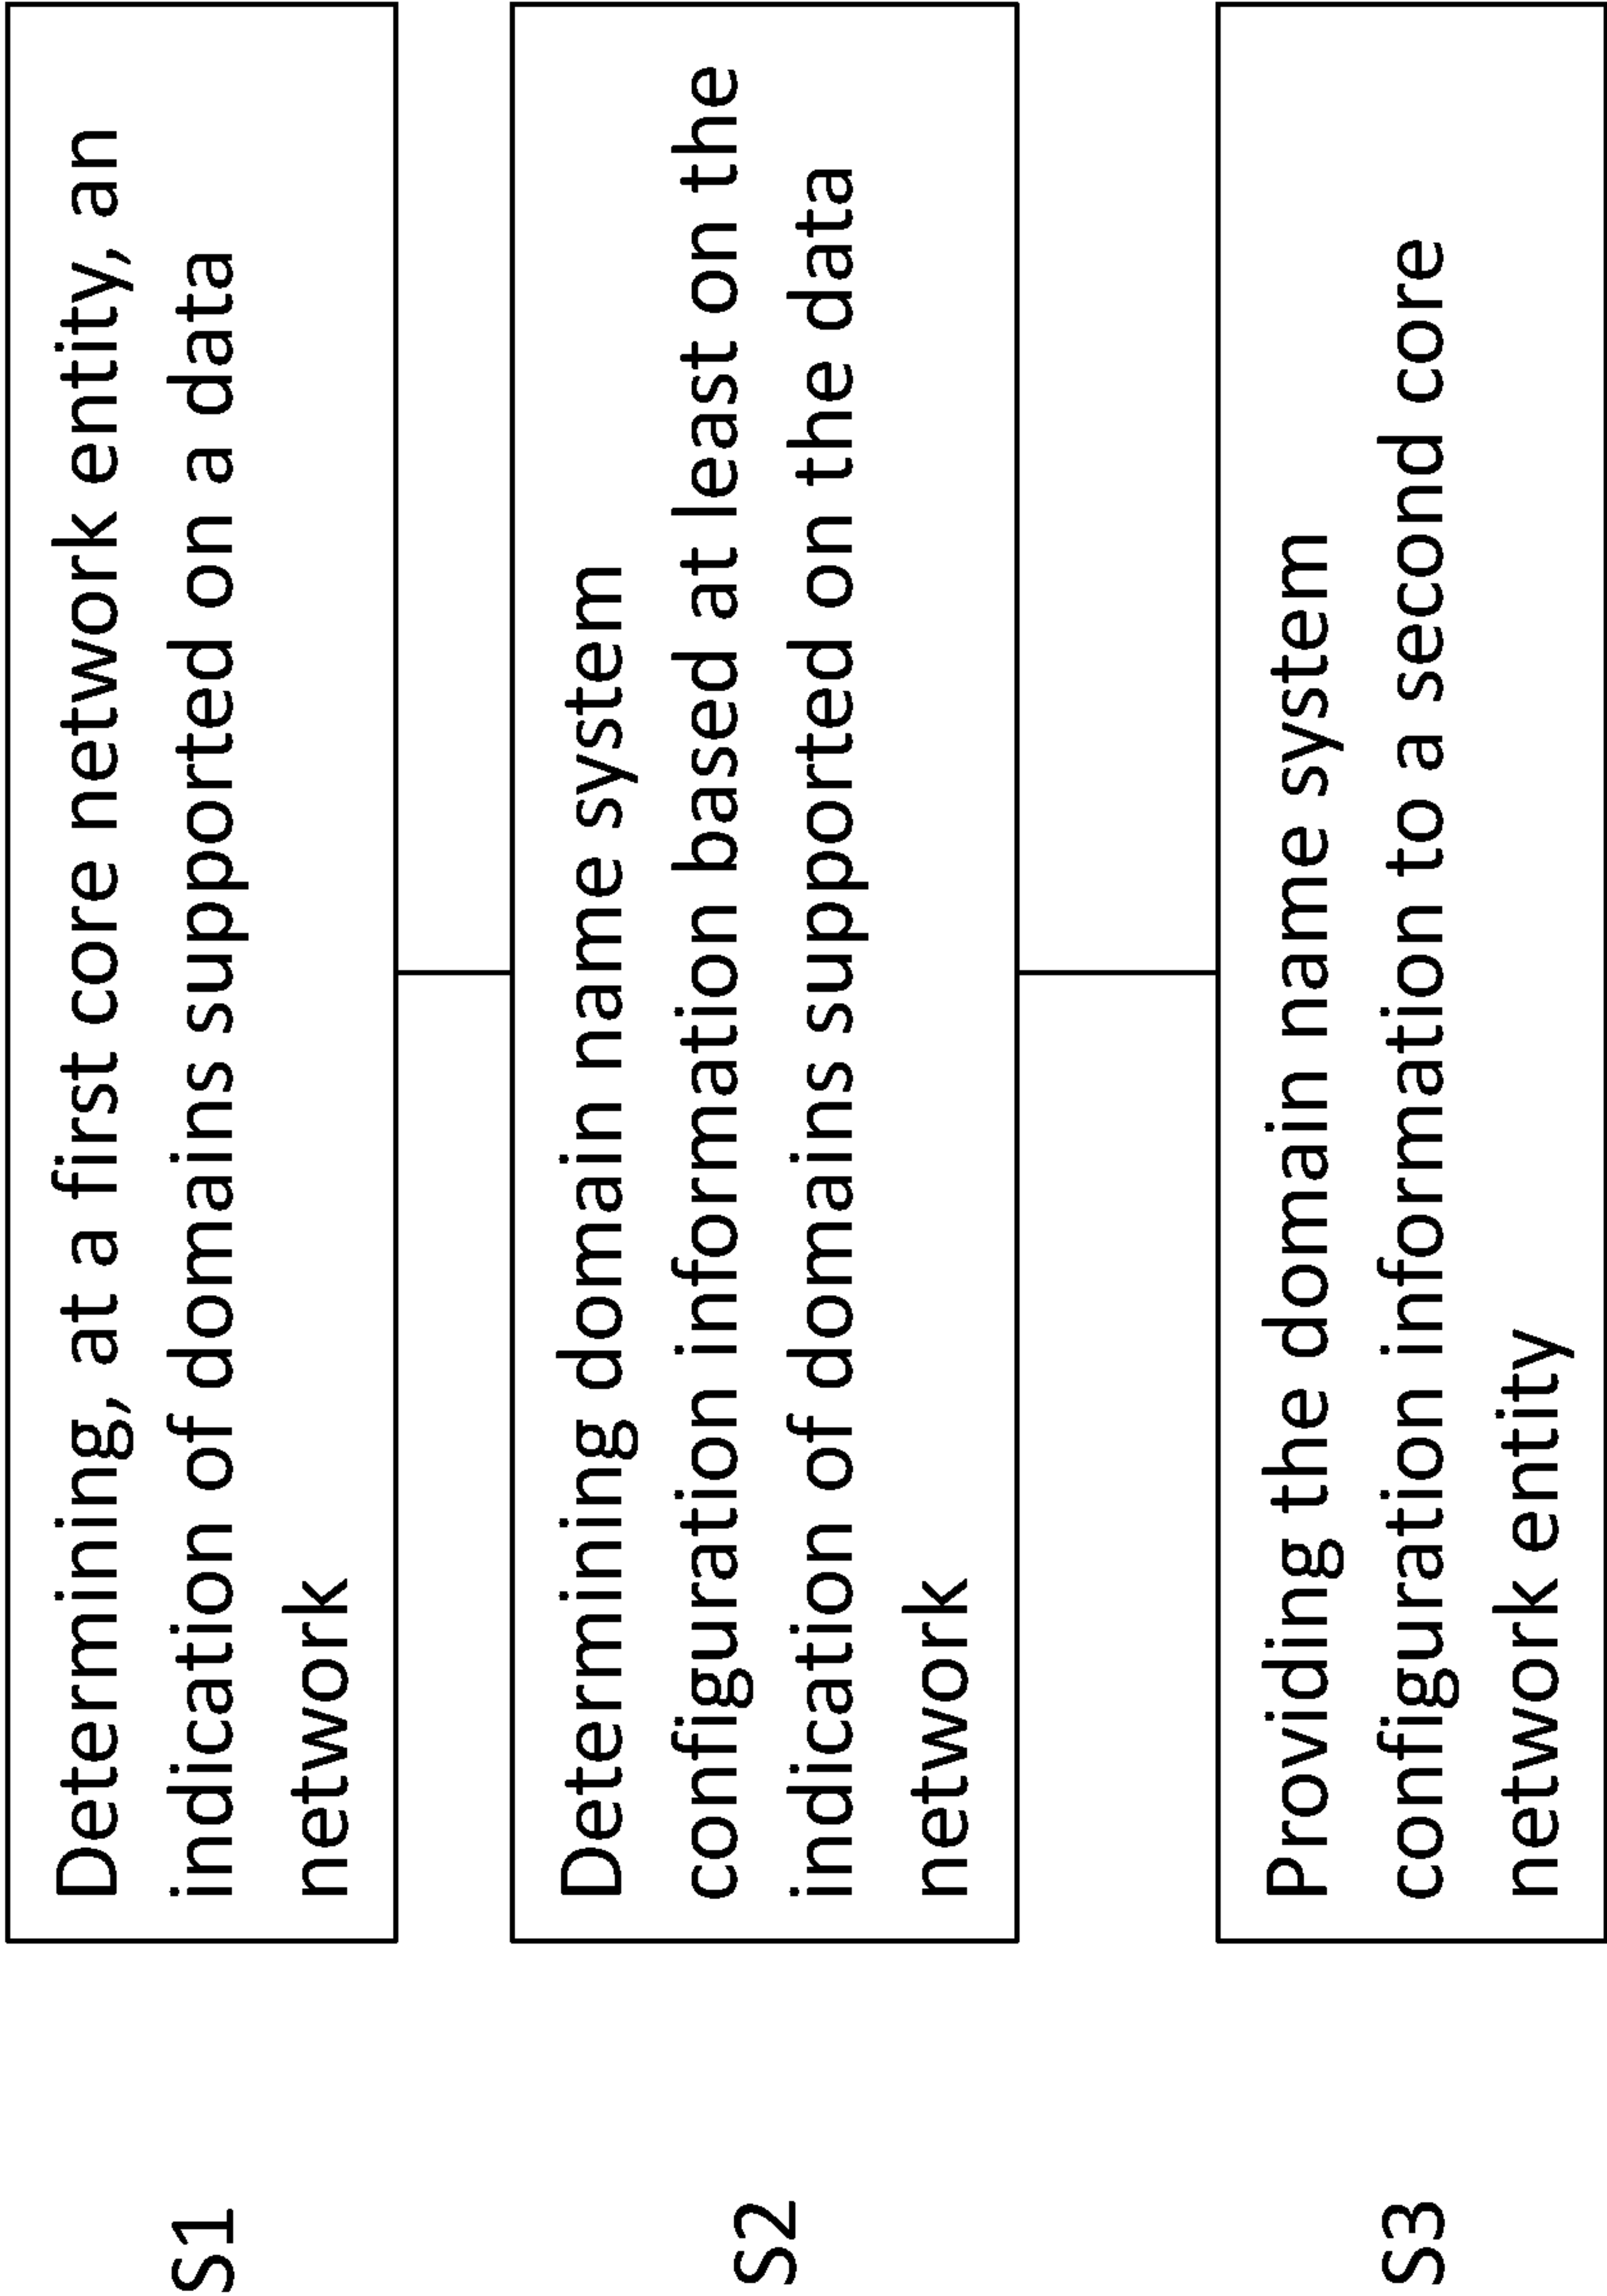 S1
Determining, at a first core network entity, an
indication of domains supported on a data
network
S2
Determining domain name system
configuration information based at least on the
indication of domains supported on the data
network
S3
Providing the domain name system
configuration information to a second core
network entity